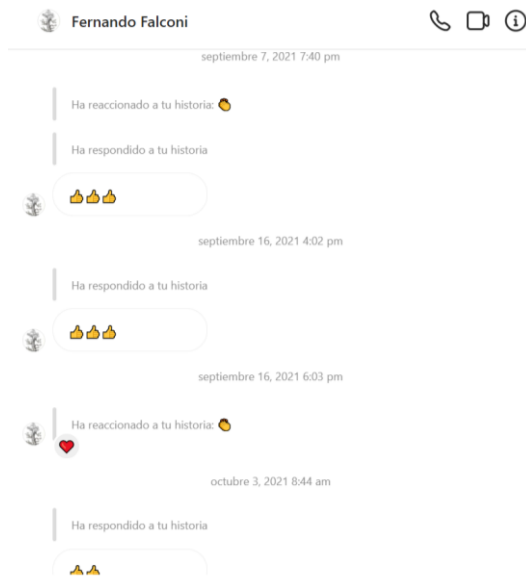 Fernando Falconi
septiembre 7, 2021 7:40 pm
Ha reaccionado a tu historia: 👏
Ha respondido a tu historia
👍👍👍
septiembre 16, 2021 4:02 pm
Ha respondido a tu historia
👍👍👍
septiembre 16, 2021 6:03 pm
Ha reaccionado a tu historia: 👏
❤️
octubre 3, 2021 8:44 am
Ha respondido a tu historia
👍👍